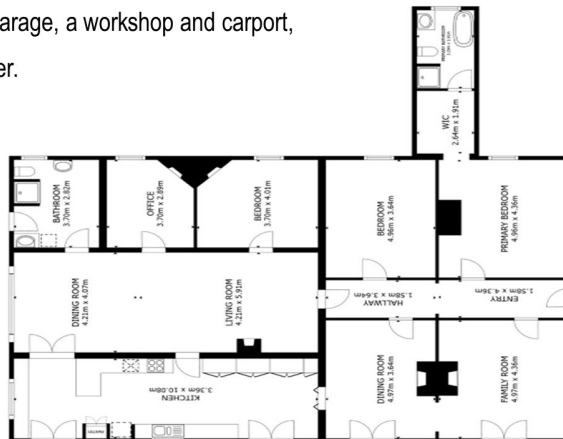 arage, a workshop and carport,
er.
PRIMARY BATHROOM
WIC
2.64m x 1.91m
BATHROOM
3.70m x 2.82m
OFFICE
3.70m x 2.89m
BEDROOM
3.70m x 4.01m
BEDROOM
4.96m x 3.64m
PRIMARY BEDROOM
4.96m x 4.36m
DINING ROOM
4.21m x 4.07m
LIVING ROOM
4.21m x 5.91m
HALLWAY
1.58m x 3.64m
ENTRY
1.58m x 4.36m
KITCHEN
3.36m x 10.08m
DINING ROOM
4.97m x 3.64m
FAMILY ROOM
4.97m x 4.36m
PANTRY